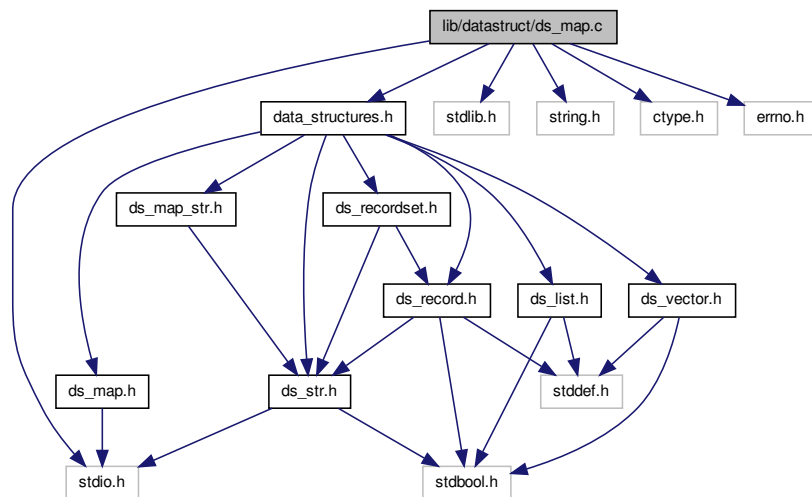 lib/datastruct/ds_map.c
data_structures.h
stdlib.h
string.h
ctype.h
errno.h
ds_map_str.h
ds_recordset.h
ds_record.h
ds_list.h
ds_vector.h
ds_map.h
ds_str.h
stddef.h
stdio.h
stdbool.h